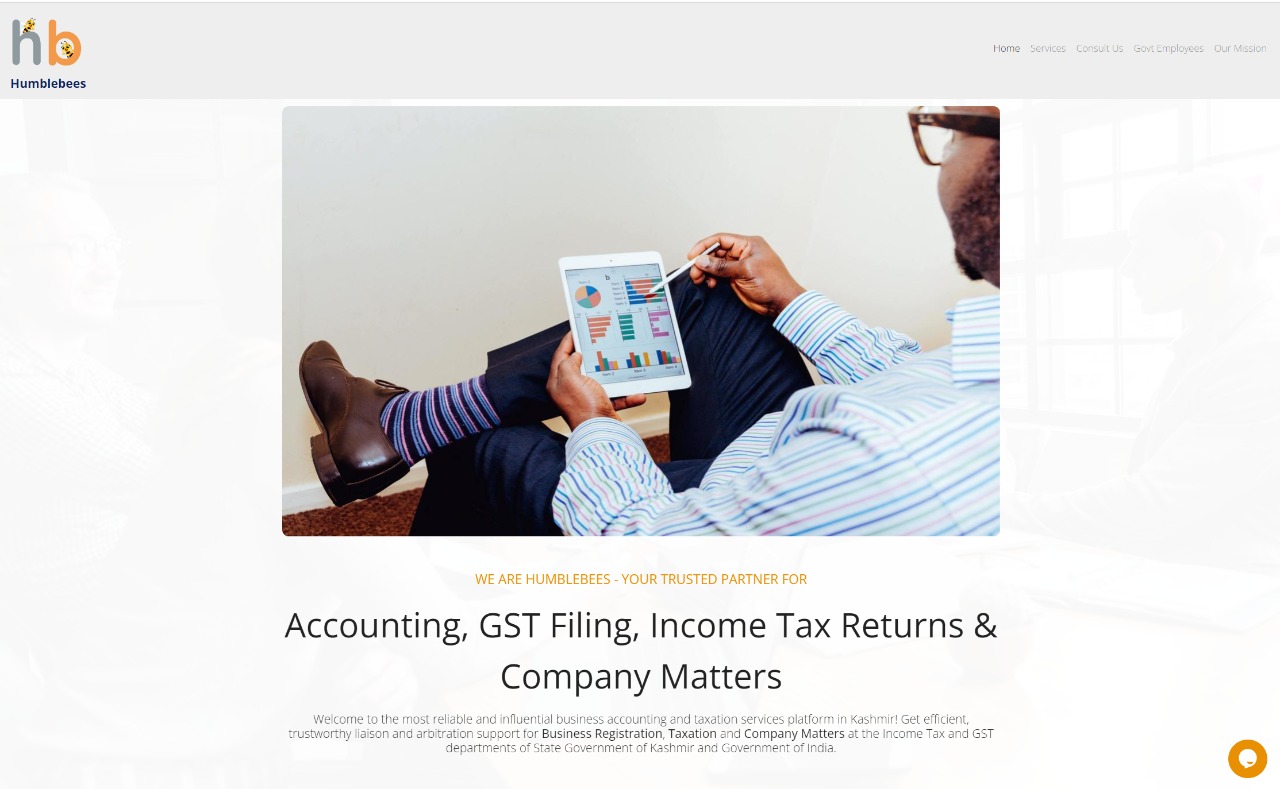 hb
Humblebees
Home Services Consult Us Govt Employees Our Mission
WE ARE HUMBLEBEES - YOUR TRUSTED PARTNER FOR
Accounting, GST Filing, Income Tax Returns &
Company Matters
Welcome to the most reliable and influential business accounting and taxation services platform in Kashmir! Get efficient,
trustworthy liaison and arbitration support for Business Registration, Taxation and Company Matters at the Income Tax and GST
departments of State Government of Kashmir and Government of India.